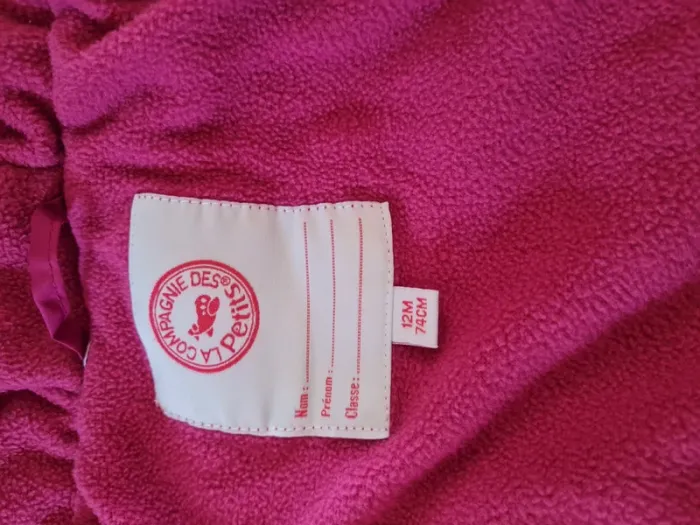 LA COMPAGNIE DES® Petits
Nom :
Prénom :
Classe :
12M
74CM